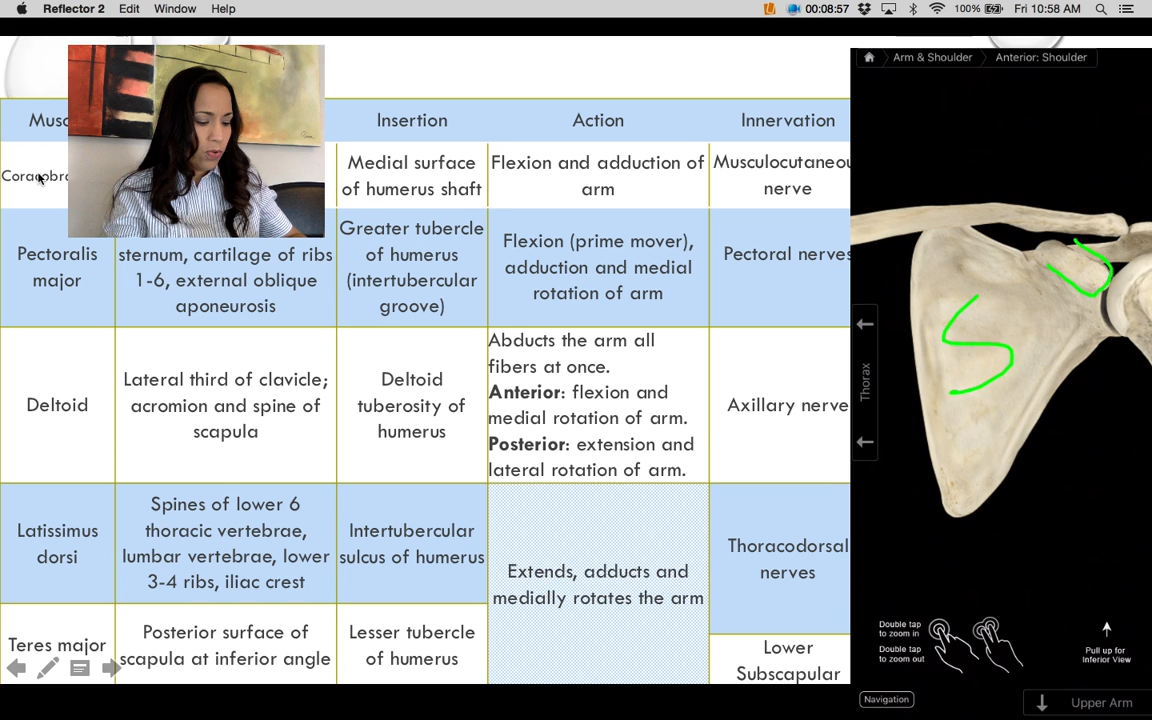 Reflector 2 Edit Window Help 00:08:57 100% Fri 10:58 AM
Arm & Shoulder Anterior: Shoulder
Insertion Action Innervation
Medial surface
of humerus shaft
Flexion and adduction of
arm
nerve
Pectoralis
major
sternum, cartilage of ribs
1-6, external oblique
aponeurosis
Greater tubercle
of humerus
(intertubercular
groove)
Flexion (prime mover),
adduction and medial
rotation of arm
Pectoral nerves
Deltoid
Lateral third of clavicle;
acromion and spine of
scapula
Deltoid
tuberosity of
humerus
Abducts the arm all
fibers at once.
Anterior: flexion and
medial rotation of arm.
Posterior: extension and
lateral rotation of arm.
Axillary nerve
Latissimus
dorsi
Spines of lower 6
thoracic vertebrae,
lumbar vertebrae, lower
3-4 ribs, iliac crest
Intertubercular
sulcus of humerus
Extends, adducts and
medially rotates the arm
Thoracodorsal
nerves
Teres major
Posterior surface of
scapula at inferior angle
Lesser tubercle
of humerus
Lower
Subscapular
Thorax
S
Double tap
to zoom in
Double tap
to zoom out
Pull up for
Inferior View
Navigation
Upper Arm